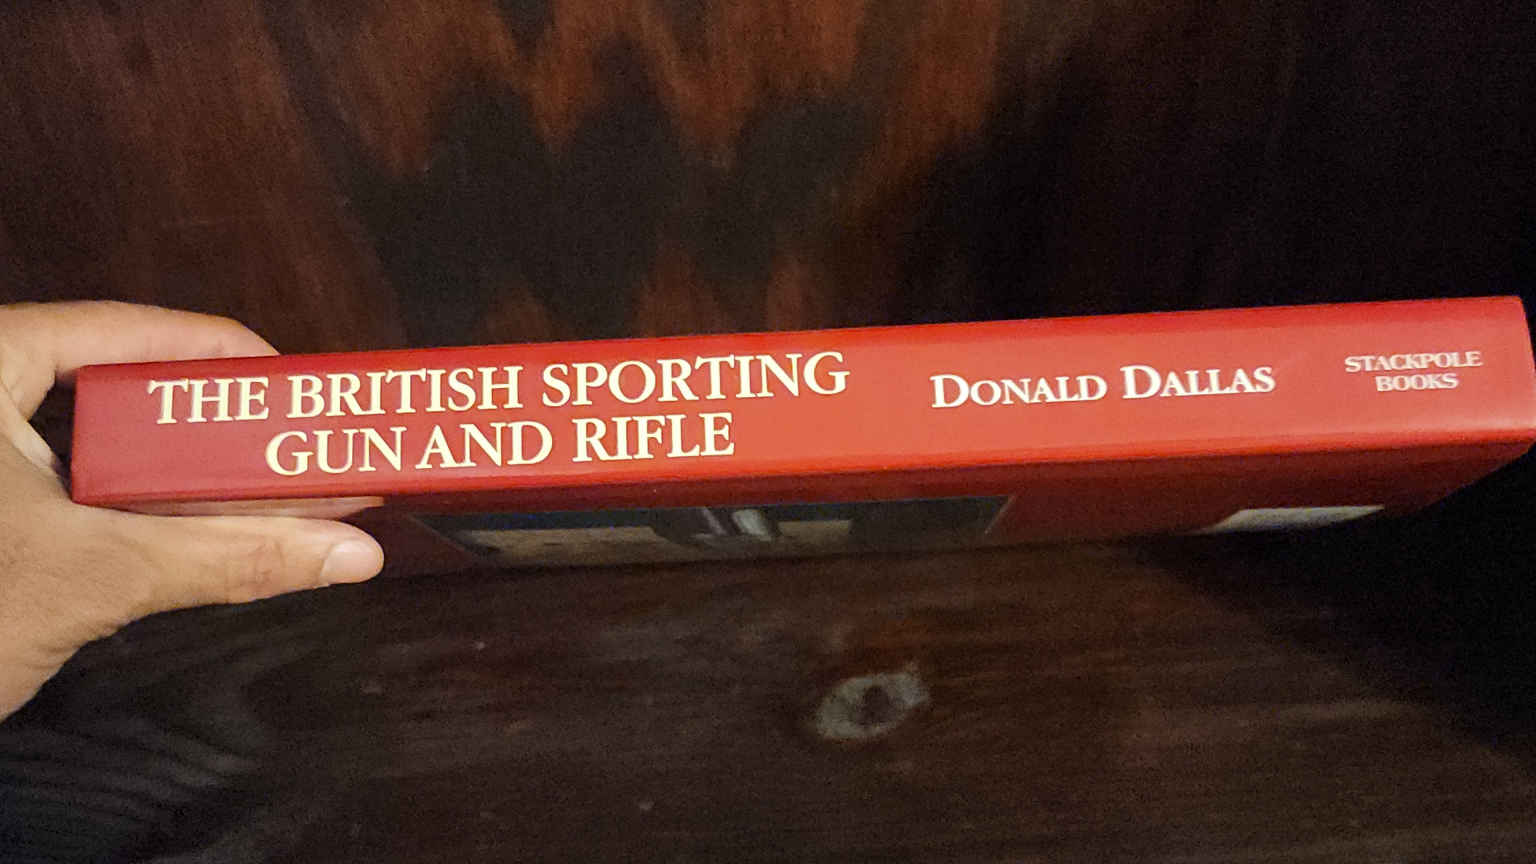 THE BRITISH SPORTING
GUN AND RIFLE
DONALD DALLAS
STACKPOLE
BOOKS